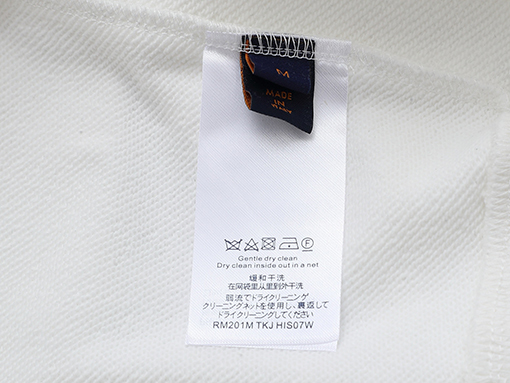 M
MADE
IN
Gentle dry clean
Dry clean inside out in a net
缓和干洗
在网袋里从里到外干洗
弱流でドライクリーニング
クリーニングネットを使用し、裏返して
ドライクリーニングしてください
RM201M TKJ HIS07W